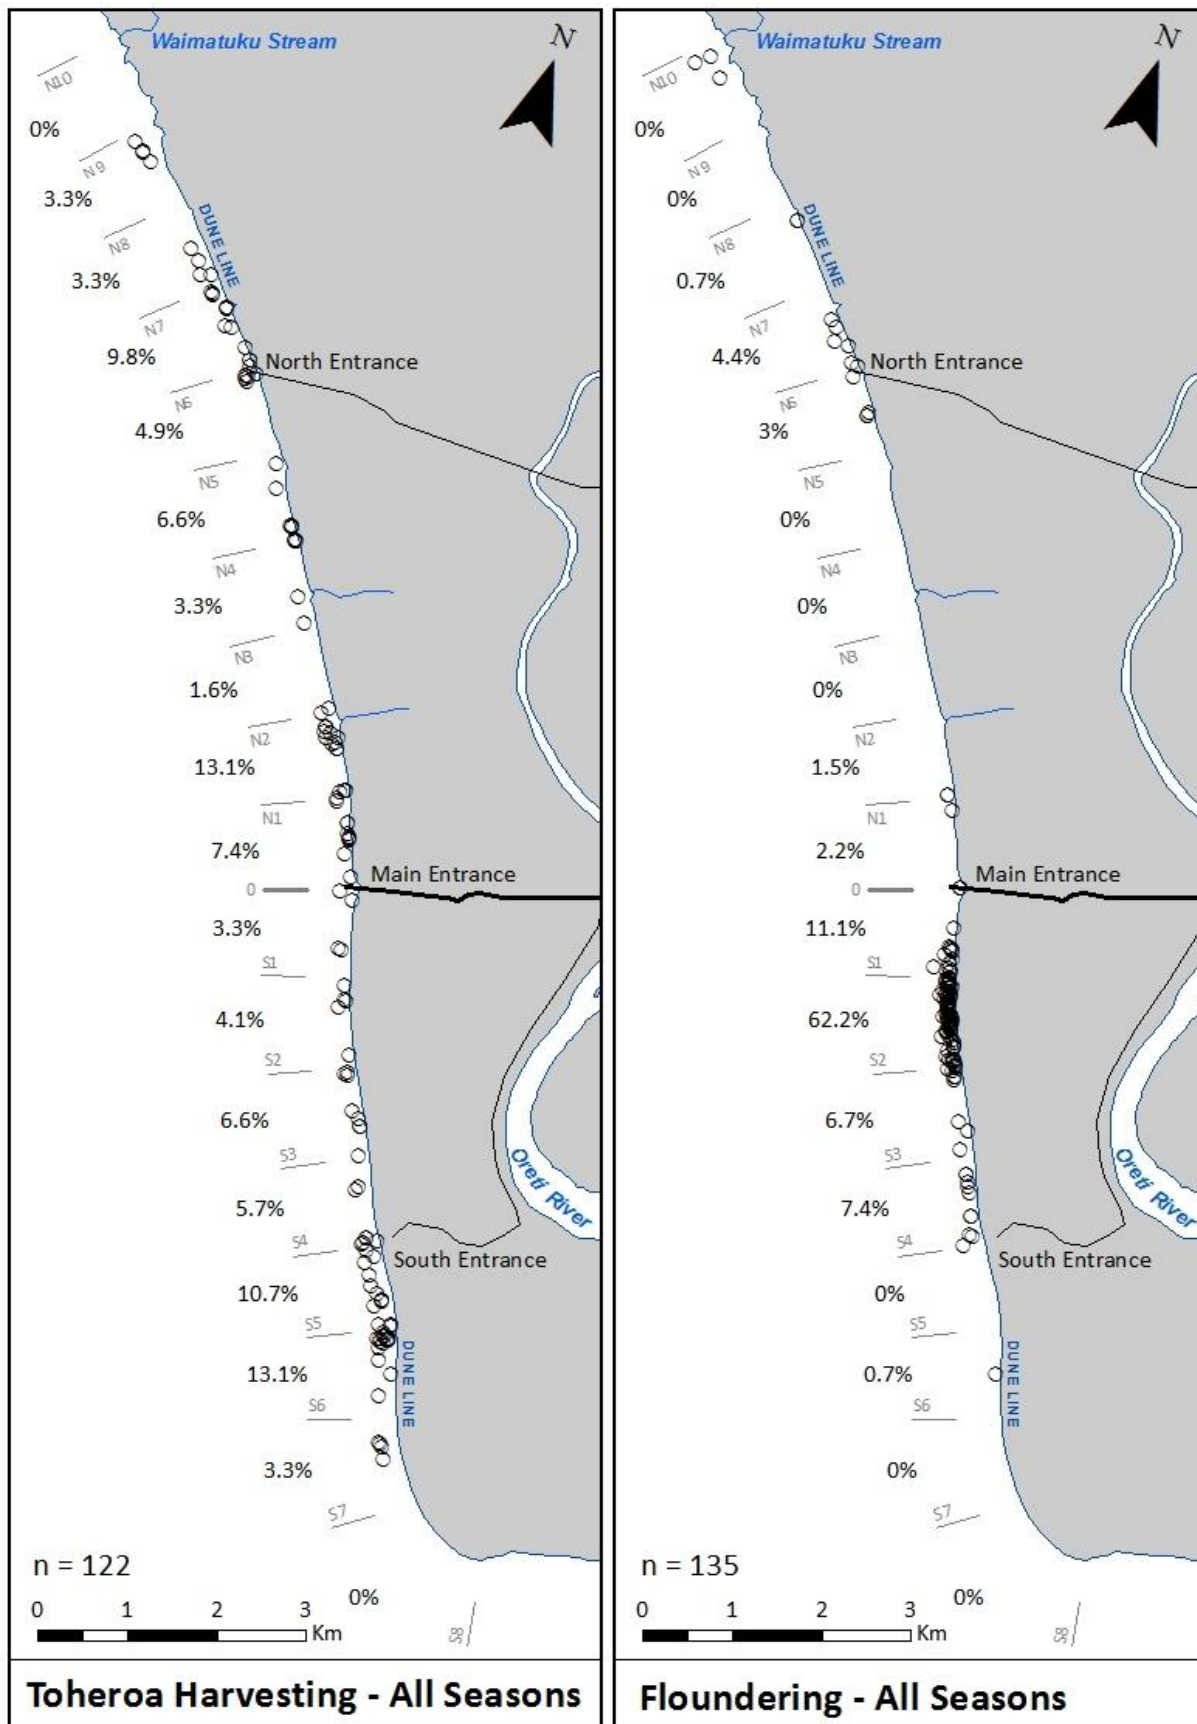 Waimatuku Stream
N
N10
0%
N9
3.3%
DUNE LINE
N8
3.3%
N7
9.8%
North Entrance
N6
4.9%
N5
6.6%
N4
3.3%
N3
1.6%
N2
13.1%
N1
7.4%
Main Entrance
0
3.3%
S1
4.1%
S2
6.6%
S3
Oreti River
5.7%
S4
South Entrance
10.7%
S5
DUNE LINE
13.1%
S6
3.3%
S7
n = 122
0%
0 1 2 3
Km
S8
Toheroa Harvesting - All Seasons
Waimatuku Stream
N
N10
0%
N9
0%
DUNE LINE
N8
0.7%
N7
4.4%
North Entrance
N6
3%
N5
0%
N4
0%
N3
0%
N2
1.5%
N1
2.2%
Main Entrance
0
11.1%
S1
62.2%
S2
6.7%
S3
Oreti River
7.4%
S4
South Entrance
0%
S5
DUNE LINE
0.7%
S6
0%
S7
n = 135
0%
0 1 2 3
Km
S8
Floundering - All Seasons